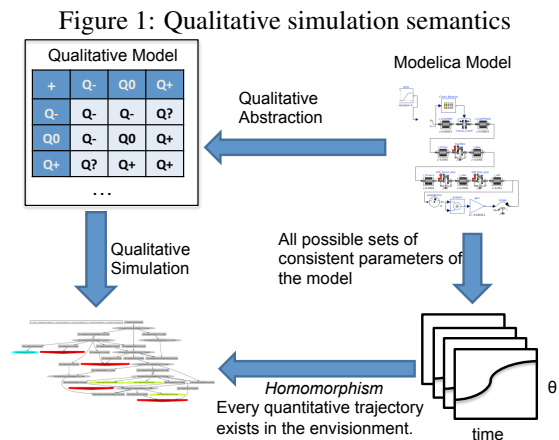 Figure 1: Qualitative simulation semantics
Qualitative Model
+ Q- Q0 Q+
Q- Q- Q- Q?
Q0 Q- Q0 Q+
Q+ Q? Q+ Q+
...
Modelica Model
Qualitative
Abstraction
Qualitative
Simulation
All possible sets of
consistent parameters of
the model
Homomorphism
Every quantitative trajectory
exists in the envisionment.
θ
time